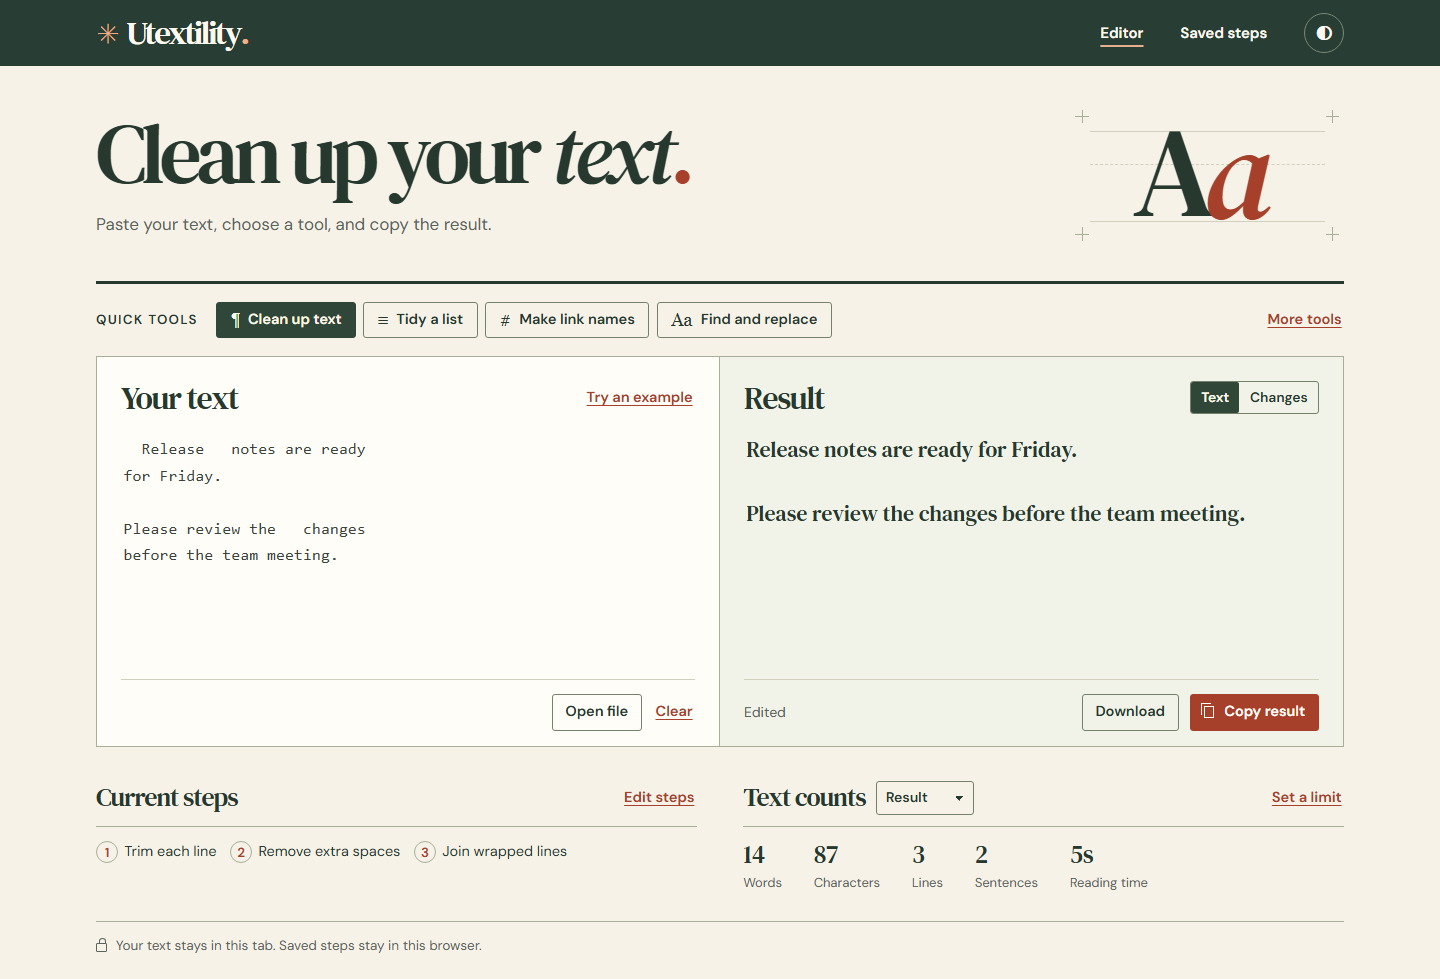 Utextility.
Editor
Saved steps
Clean up your text.
Paste your text, choose a tool, and copy the result.
Aa
QUICK TOOLS
¶ Clean up text
≡ Tidy a list
# Make link names
Aa Find and replace
More tools
Your text
Try an example
  Release   notes are ready
for Friday.
Please review the   changes
before the team meeting.
Open file
Clear
Result
Text
Changes
Release notes are ready for Friday.
Please review the changes before the team meeting.
Edited
Download
Copy result
Current steps
Edit steps
1 Trim each line
2 Remove extra spaces
3 Join wrapped lines
Text counts
Result
Set a limit
14 87 3 2 5s
Words Characters Lines Sentences Reading time
Your text stays in this tab. Saved steps stay in this browser.